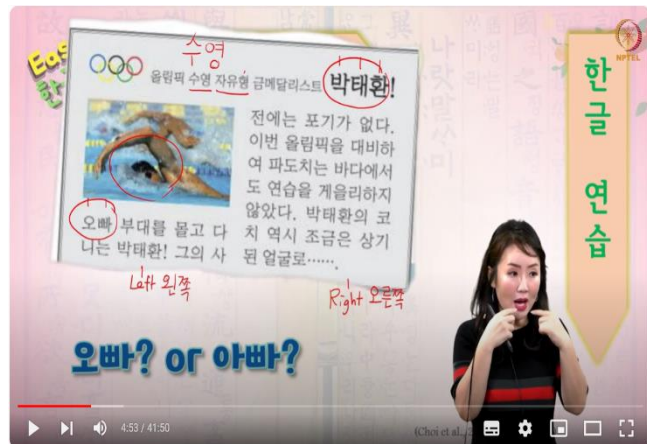 수영
올림픽 수영 자유형 금메달리스트 박태환!
전에는 포기가 없다.
이번 올림픽을 대비하
여 파도치는 바다에서
도 연습을 게을리하지
않았다. 박태환의 코
치 역시 조금은 상기
된 얼굴로……
오빠 부대를 몰고 다
니는 박태환! 그의 사
Left 왼쪽
Right 오른쪽
오빠? or 아빠?
한글 연습
NPTEL
4:53 / 41:50
(Choi et al.,